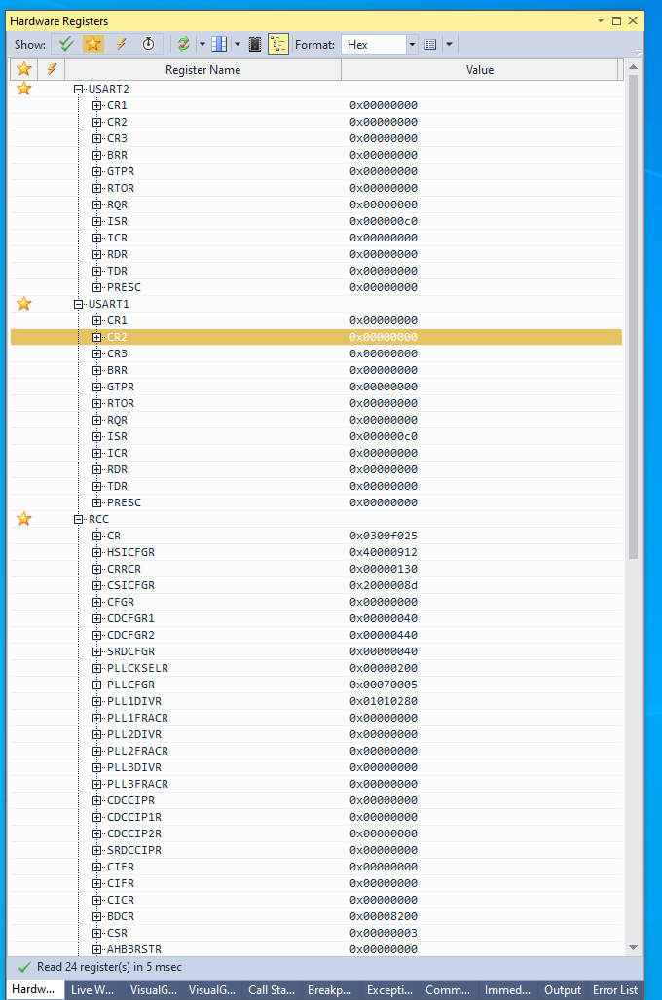 Hardware Registers
Show: Format: Hex
Register Name Value
USART2
CR1 0x00000000
CR2 0x00000000
CR3 0x00000000
BRR 0x00000000
GTPR 0x00000000
RTOR 0x00000000
RQR 0x00000000
ISR 0x000000c0
ICR 0x00000000
RDR 0x00000000
TDR 0x00000000
PRESC 0x00000000
USART1
CR1 0x00000000
CR2 0x00000000
CR3 0x00000000
BRR 0x00000000
GTPR 0x00000000
RTOR 0x00000000
RQR 0x00000000
ISR 0x000000c0
ICR 0x00000000
RDR 0x00000000
TDR 0x00000000
PRESC 0x00000000
RCC
CR 0x0300f025
HSICFGR 0x40000912
CRRCR 0x00000130
CSICFGR 0x2000008d
CFGR 0x00000000
CDCFGR1 0x00000040
CDCFGR2 0x00000440
SRDCFGR 0x00000040
PLLCKSELR 0x00000200
PLLCFGR 0x00070005
PLL1DIVR 0x01010280
PLL1FRACR 0x00000000
PLL2DIVR 0x00000000
PLL2FRACR 0x00000000
PLL3DIVR 0x00000000
PLL3FRACR 0x00000000
CDCCIPR 0x00000000
CDCCIP1R 0x00000000
CDCCIP2R 0x00000000
SRDCCIPR 0x00000000
CIER 0x00000000
CIFR 0x00000000
CICR 0x00000000
BDCR 0x00008200
CSR 0x00000003
AHB3RSTR 0x00000000
Read 24 register(s) in 5 msec
Hardw... Live W... VisualG... VisualG... Call Sta... Breakp... Excepti... Comm... Immed... Output Error List